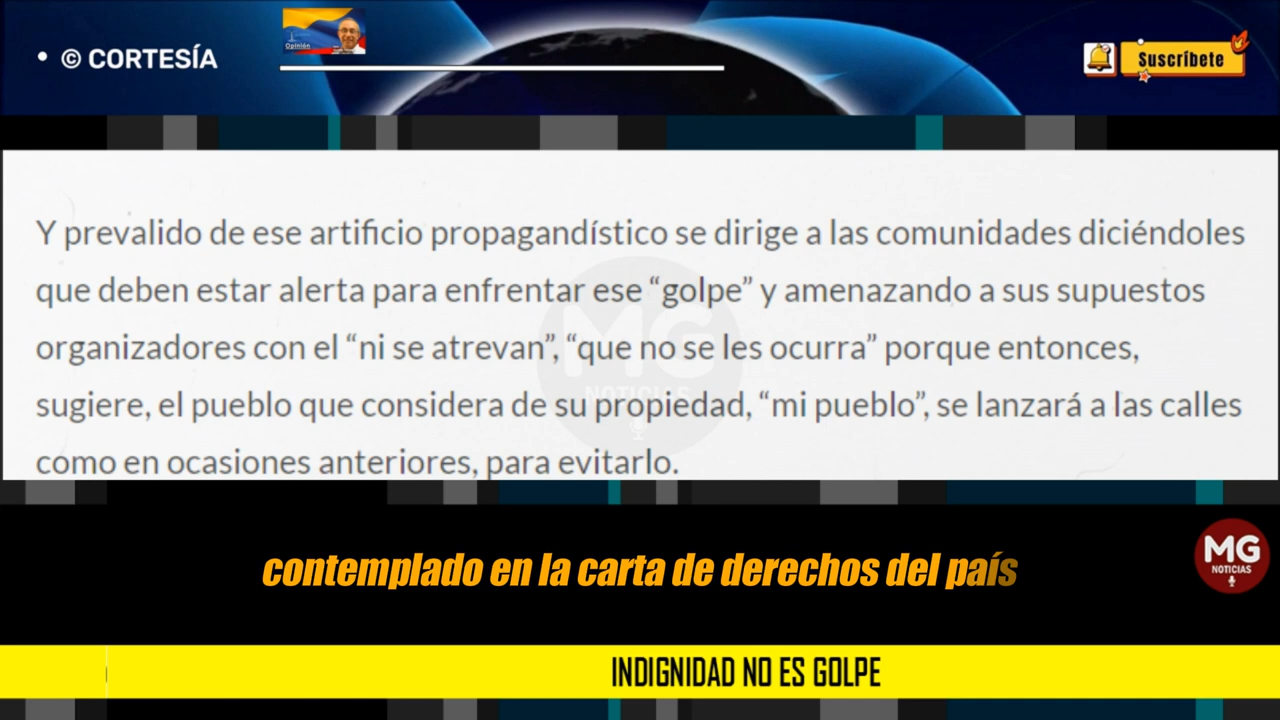 • © CORTESÍA
Opinión
Suscríbete
Y prevalido de ese artificio propagandístico se dirige a las comunidades diciéndoles
que deben estar alerta para enfrentar ese “golpe” y amenazando a sus supuestos
organizadores con el “ni se atrevan”, “que no se les ocurra” porque entonces,
sugiere, el pueblo que considera de su propiedad, “mi pueblo”, se lanzará a las calles
como en ocasiones anteriores, para evitarlo.
MG
NOTICIAS
contemplado en la carta de derechos del país
MG
NOTICIAS
INDIGNIDAD NO ES GOLPE